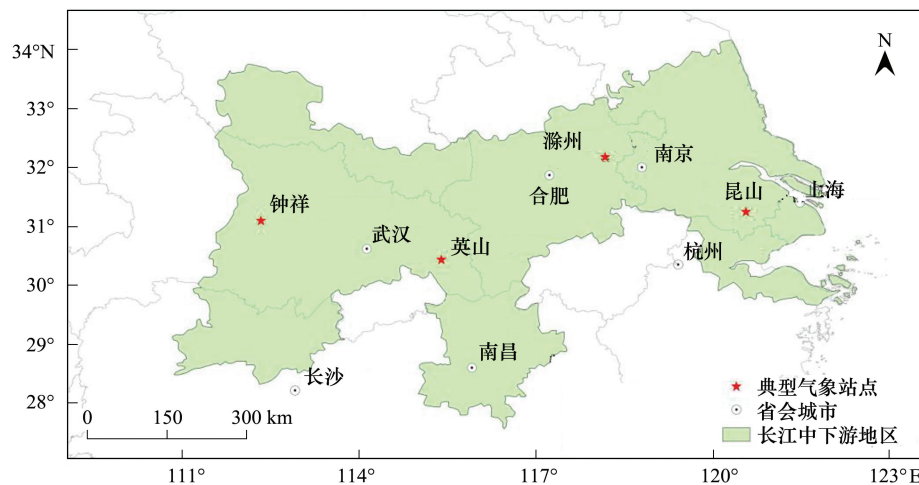 34°N
N
33°
32°
31°
30°
29°
28°
滁州
南京
合肥
昆山
上海
钟祥
武汉
英山
杭州
南昌
长沙
0 150 300 km
典型气象站点
省会城市
长江中下游地区
111° 114° 117° 120° 123°E